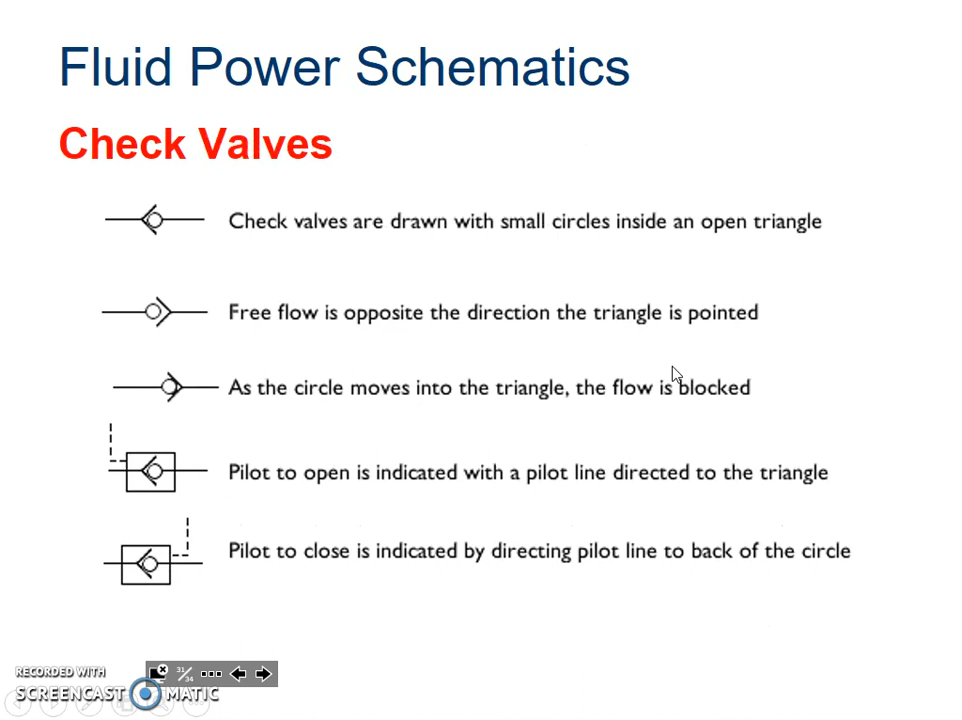 Fluid Power Schematics
Check Valves
Check valves are drawn with small circles inside an open triangle
Free flow is opposite the direction the triangle is pointed
As the circle moves into the triangle, the flow is blocked
Pilot to open is indicated with a pilot line directed to the triangle
Pilot to close is indicated by directing pilot line to back of the circle
RECORDED WITH
31/34
SCREENCAST MATIC